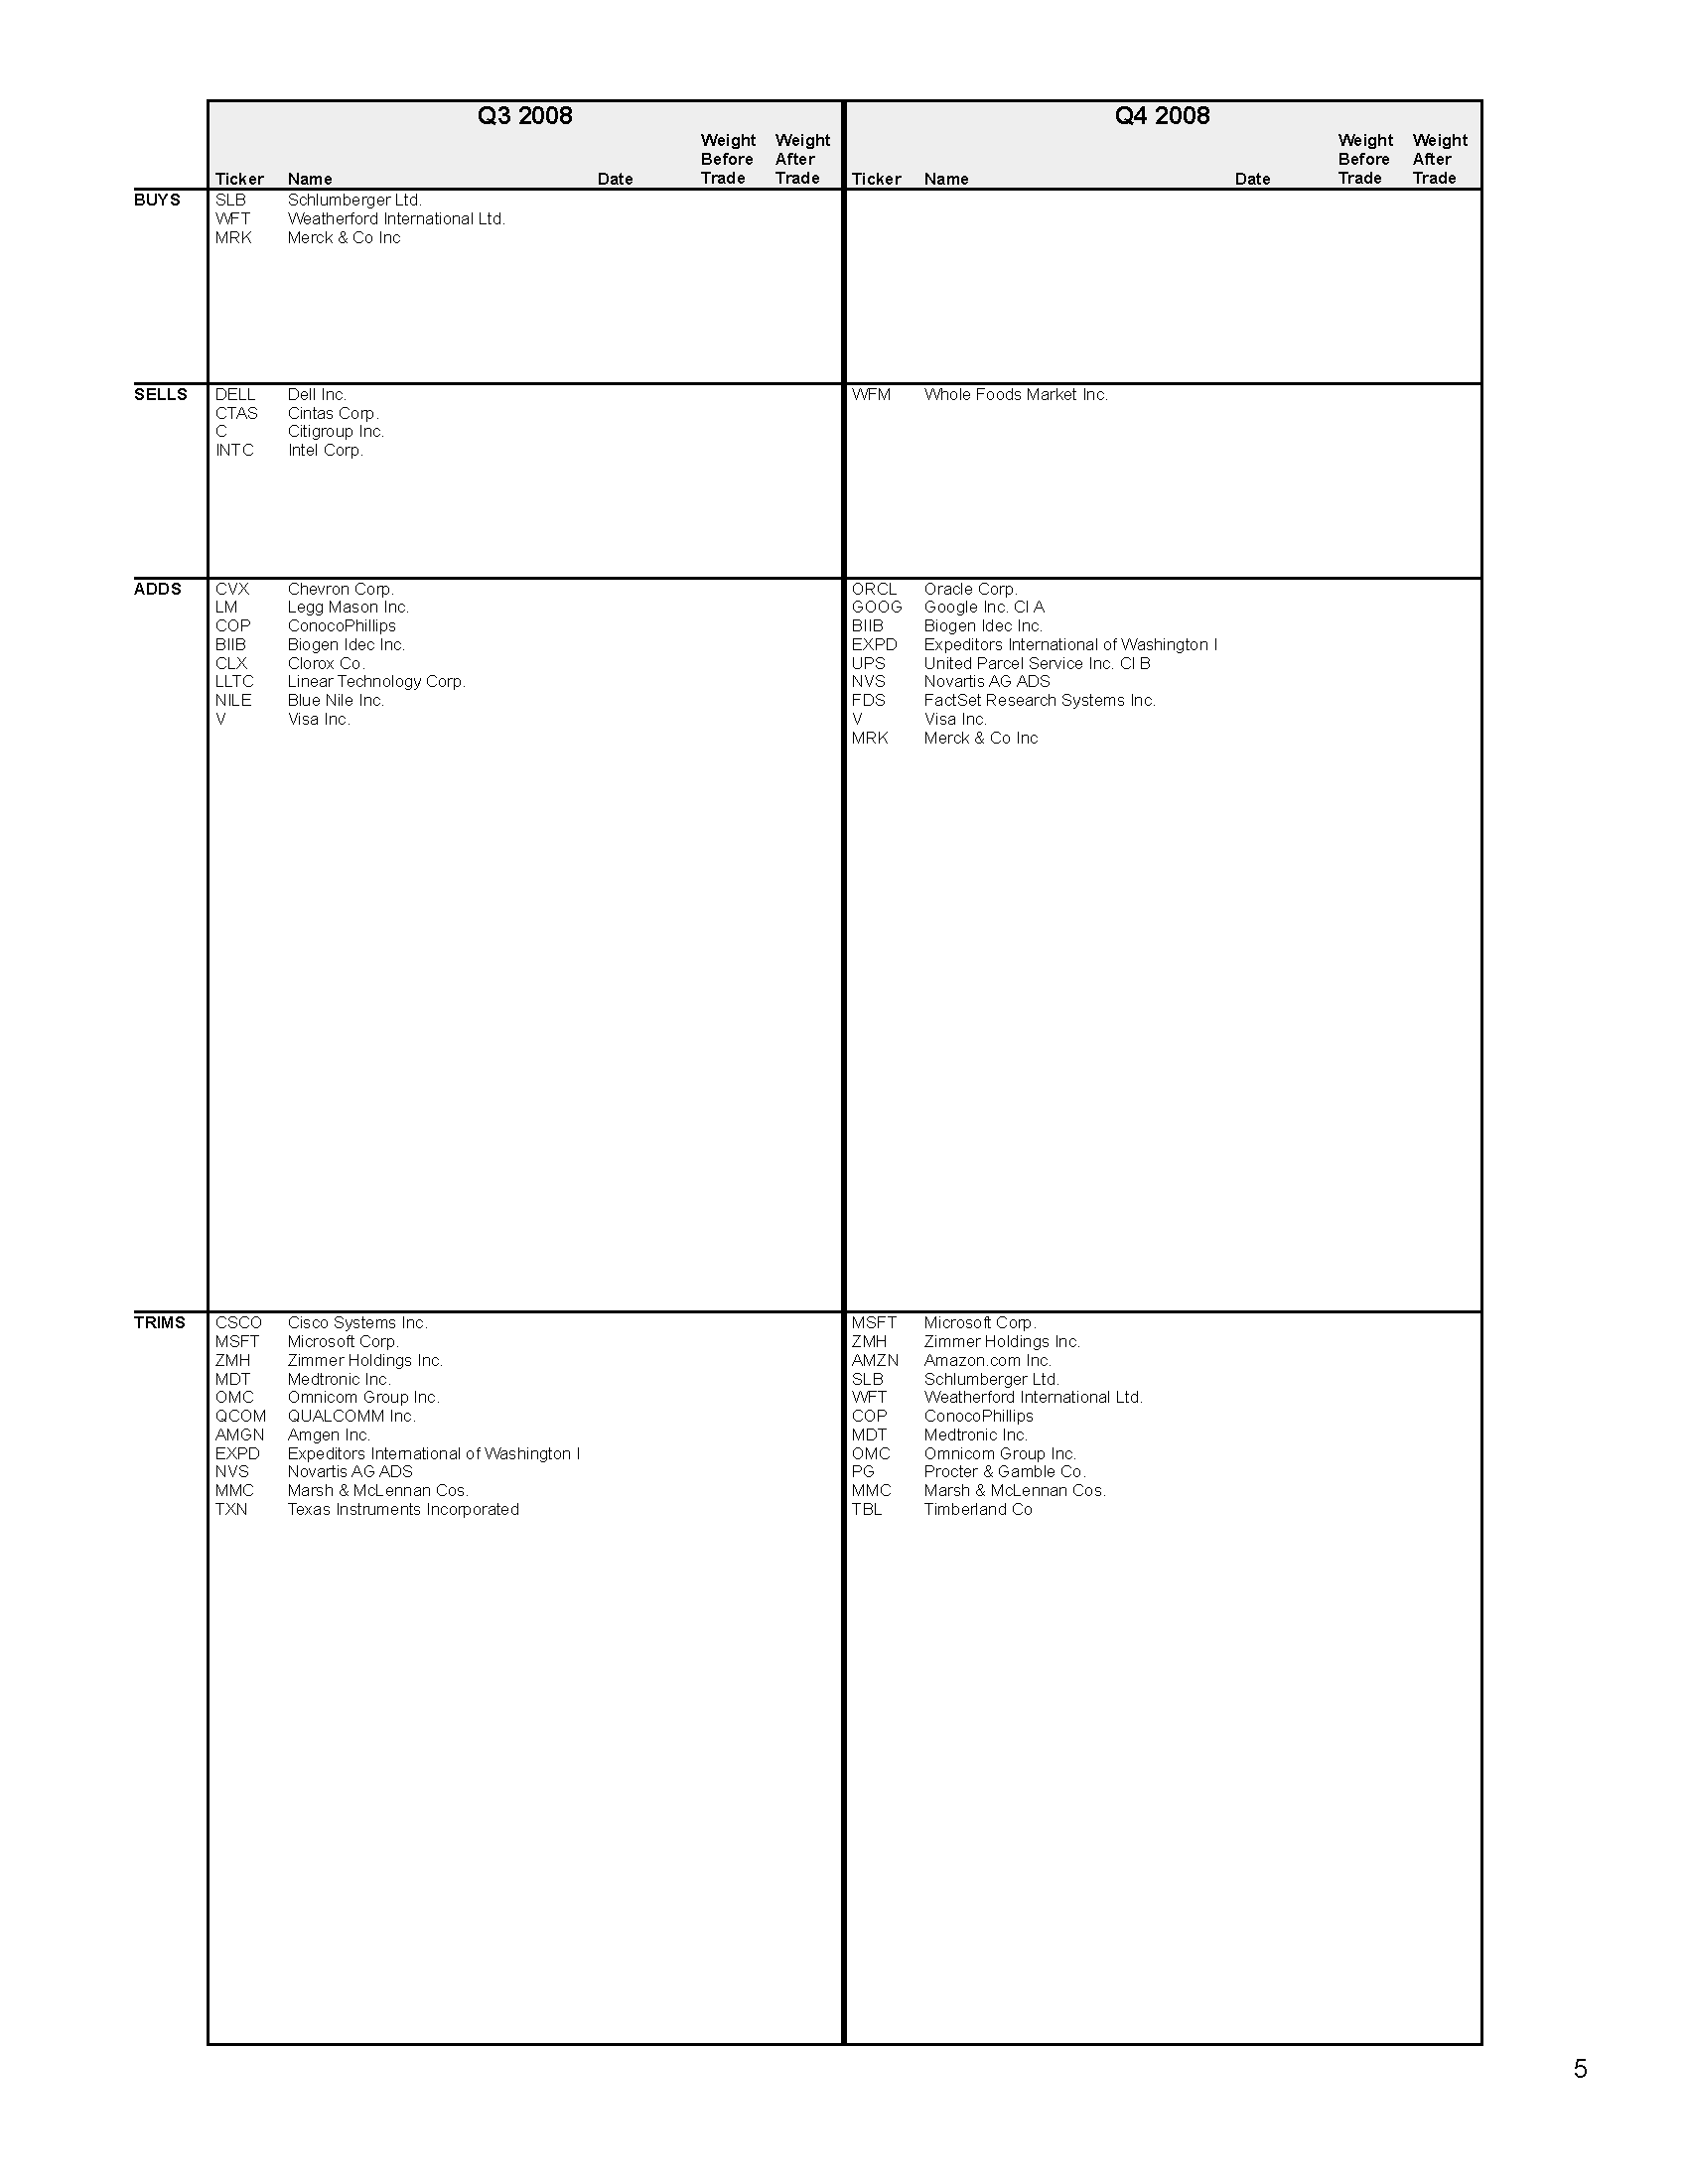 Q3 2008 Q4 2008
Weight Weight Weight Weight
Before After Before After
Ticker Name Date Trade Trade Ticker Name Date Trade Trade
BUYS SLB Schlumberger Ltd.
WFT Weatherford International Ltd.
MRK Merck & Co Inc
SELLS DELL Dell Inc. WFM Whole Foods Market Inc.
CTAS Cintas Corp.
C Citigroup Inc.
INTC Intel Corp.
ADDS CVX Chevron Corp. ORCL Oracle Corp.
LM Legg Mason Inc. GOOG Google Inc. Cl A
COP ConocoPhillips BIIB Biogen Idec Inc.
BIIB Biogen Idec Inc. EXPD Expeditors International of Washington I
CLX Clorox Co. UPS United Parcel Service Inc. Cl B
LLTC Linear Technology Corp. NVS Novartis AG ADS
NILE Blue Nile Inc. FDS FactSet Research Systems Inc.
V Visa Inc. V Visa Inc.
MRK Merck & Co Inc
TRIMS CSCO Cisco Systems Inc. MSFT Microsoft Corp.
MSFT Microsoft Corp. ZMH Zimmer Holdings Inc.
ZMH Zimmer Holdings Inc. AMZN Amazon.com Inc.
MDT Medtronic Inc. SLB Schlumberger Ltd.
OMC Omnicom Group Inc. WFT Weatherford International Ltd.
QCOM QUALCOMM Inc. COP ConocoPhillips
AMGN Amgen Inc. MDT Medtronic Inc.
EXPD Expeditors International of Washington I OMC Omnicom Group Inc.
NVS Novartis AG ADS PG Procter & Gamble Co.
MMC Marsh & McLennan Cos. MMC Marsh & McLennan Cos.
TXN Texas Instruments Incorporated TBL Timberland Co
5